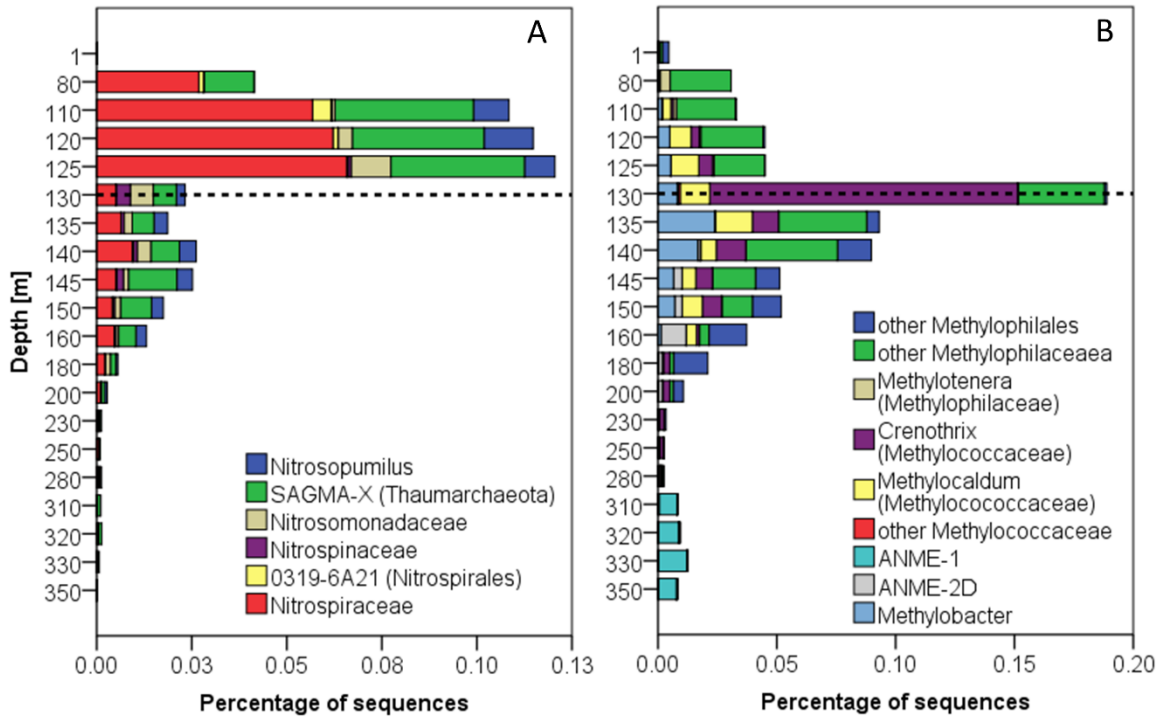 A
Depth [m]
1
80
110
120
125
130
135
140
145
150
160
180
200
230
250
280
310
320
330
350
Nitrosopumilus
SAGMA-X (Thaumarchaeota)
Nitrosomonadaceae
Nitrospinaceae
0319-6A21 (Nitrospirales)
Nitrospiraceae
0.00
0.03
0.05
0.08
0.10
0.13
Percentage of sequences
B
1
80
110
120
125
130
135
140
145
150
160
180
200
230
250
280
310
320
330
350
other Methylophilales
other Methylophilaceaea
Methylotenera
(Methylophilaceae)
Crenothrix
(Methylococcaceae)
Methylocaldum
(Methylocococcaceae)
other Methylococcaceae
ANME-1
ANME-2D
Methylobacter
0.00
0.05
0.10
0.15
0.20
Percentage of sequences